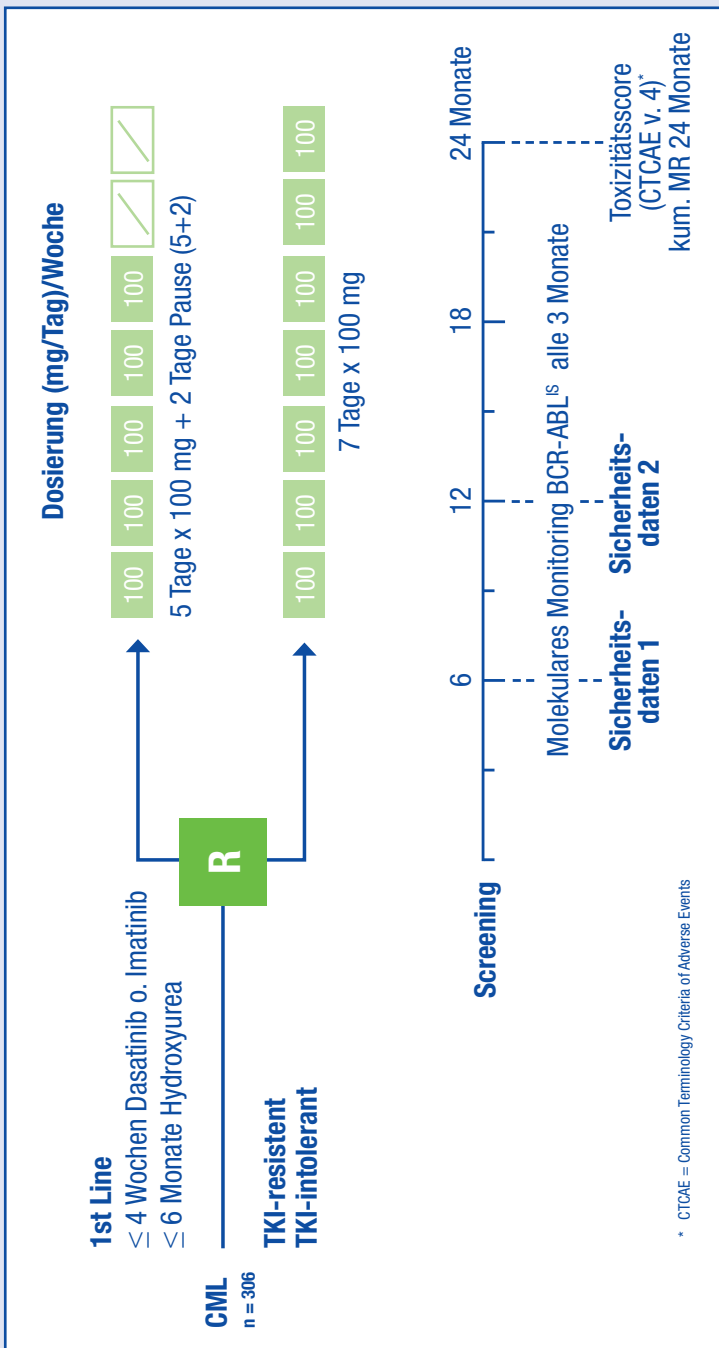 Dosierung (mg/Tag)/Woche
1st Line
≤ 4 Wochen Dasatinib o. Imatinib
≤ 6 Monate Hydroxyurea
CML
n = 306
TKI-resistent
TKI-intolerant
R
100 100 100 100 100
5 Tage x 100 mg + 2 Tage Pause (5+2)
100 100 100 100 100 100 100
7 Tage x 100 mg
Screening
6 12 18 24 Monate
Molekulares Monitoring BCR-ABLᴵˢ alle 3 Monate
Sicherheits-
daten 1
Sicherheits-
daten 2
Toxizitätsscore
(CTCAE v. 4)*
kum. MR 24 Monate
* CTCAE = Common Terminology Criteria of Adverse Events